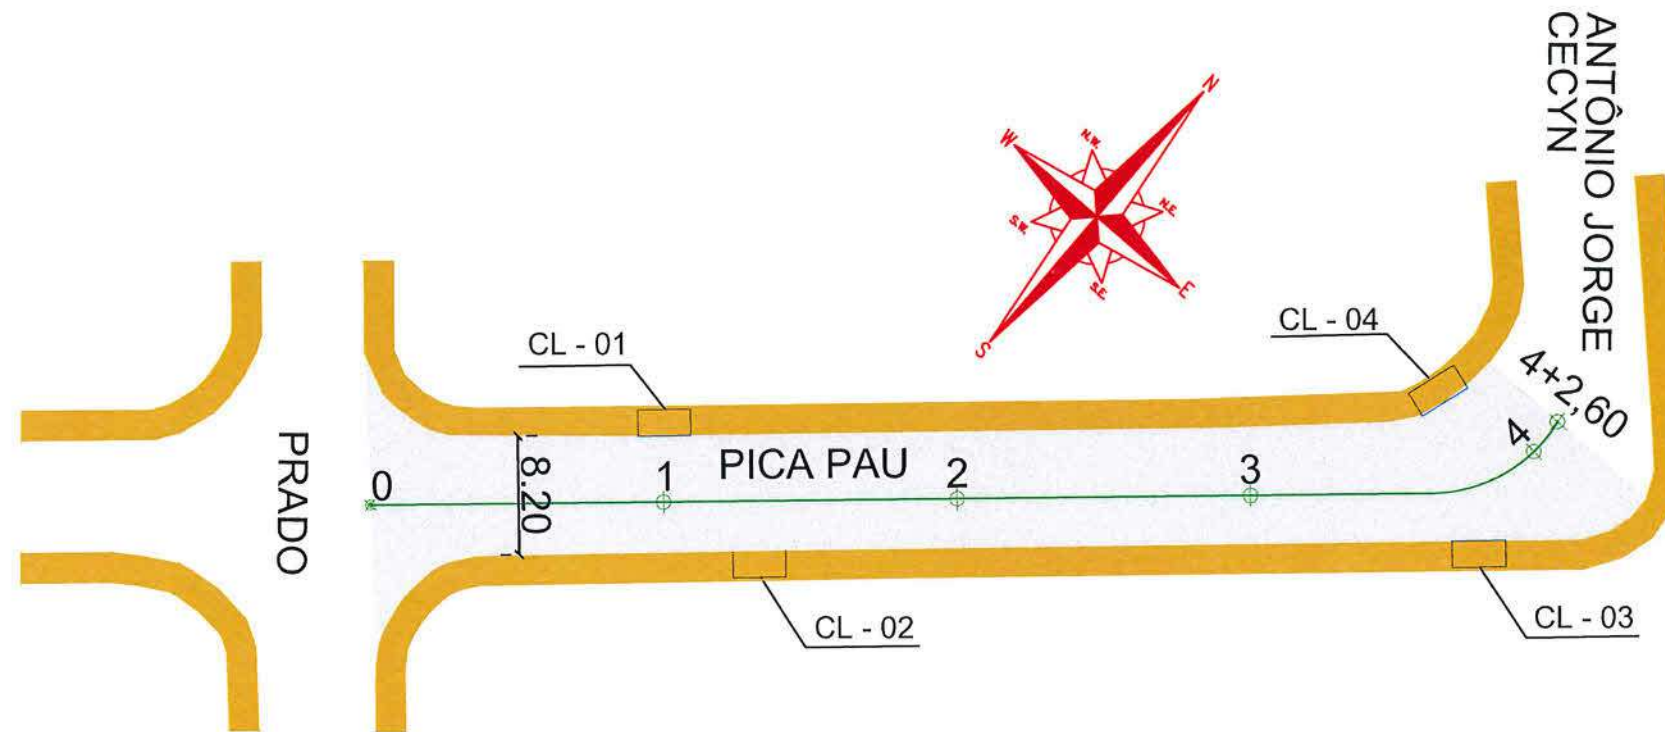 ANTÔNIO JORGE
CECYN
N
W
N.W.
N.E.
S.W.
S.E.
E
S
CL - 01
CL - 04
4+2,60
4
PRADO
0
1
PICA PAU
2
3
8.20
CL - 02
CL - 03